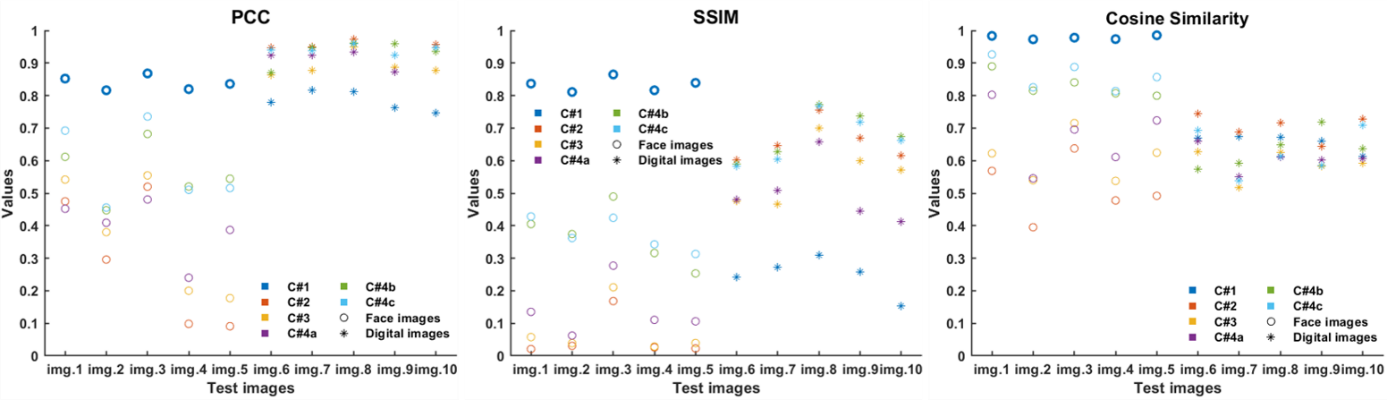 PCC
Values
1
0.9
0.8
0.7
0.6
0.5
0.4
0.3
0.2
0.1
0
C#1
C#2
C#3
C#4a
C#4b
C#4c
Face images
Digital images
img.1 img.2 img.3 img.4 img.5 img.6 img.7 img.8 img.9 img.10
Test images
SSIM
Values
1
0.9
0.8
0.7
0.6
0.5
0.4
0.3
0.2
0.1
0
C#1
C#2
C#3
C#4a
C#4b
C#4c
Face images
Digital images
img.1 img.2 img.3 img.4 img.5 img.6 img.7 img.8 img.9 img.10
Test images
Cosine Similarity
Values
1
0.9
0.8
0.7
0.6
0.5
0.4
0.3
0.2
0.1
0
C#1
C#2
C#3
C#4a
C#4b
C#4c
Face images
Digital images
img.1 img.2 img.3 img.4 img.5 img.6 img.7 img.8 img.9 img.10
Test images